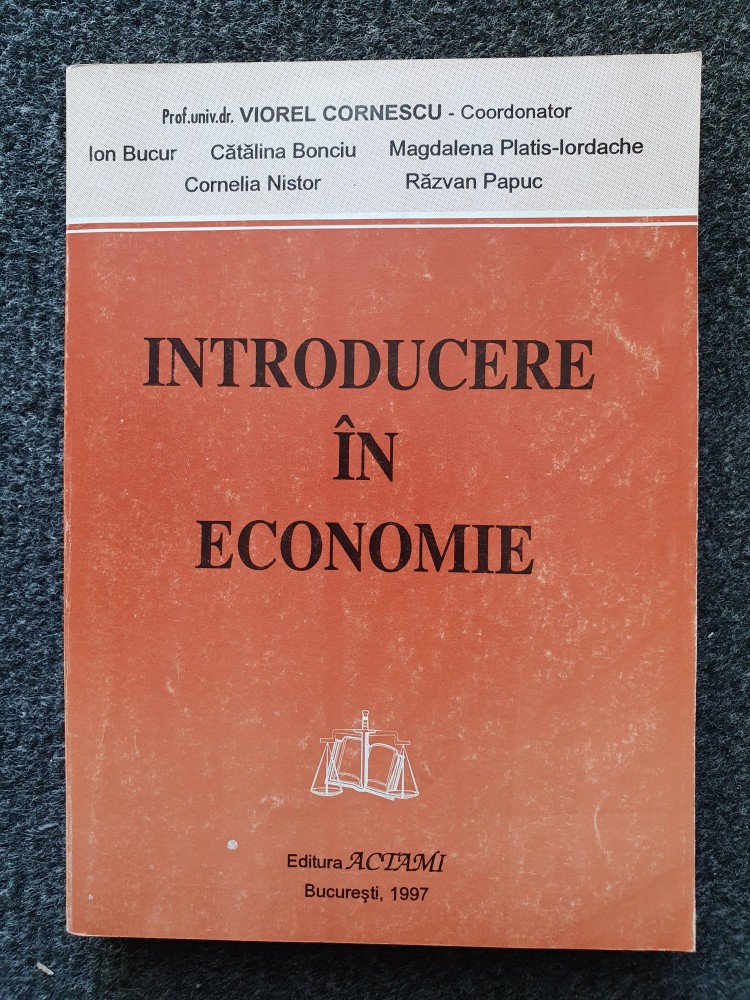 Prof.univ.dr. VIOREL CORNESCU - Coordonator
Ion Bucur Cătălina Bonciu Magdalena Platis-Iordache
Cornelia Nistor Răzvan Papuc
INTRODUCERE
ÎN
ECONOMIE
Editura ACTAMI
Bucureşti, 1997